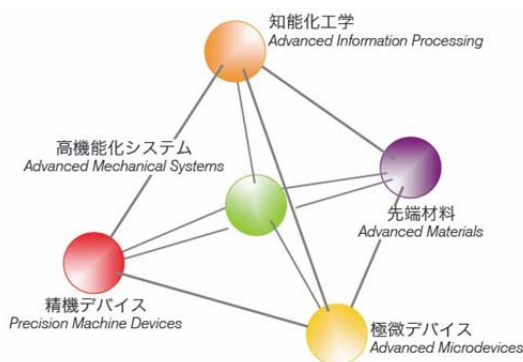 知能化工学
Advanced Information Processing
高機能化システム
Advanced Mechanical Systems
先端材料
Advanced Materials
精機デバイス
Precision Machine Devices
極微デバイス
Advanced Microdevices